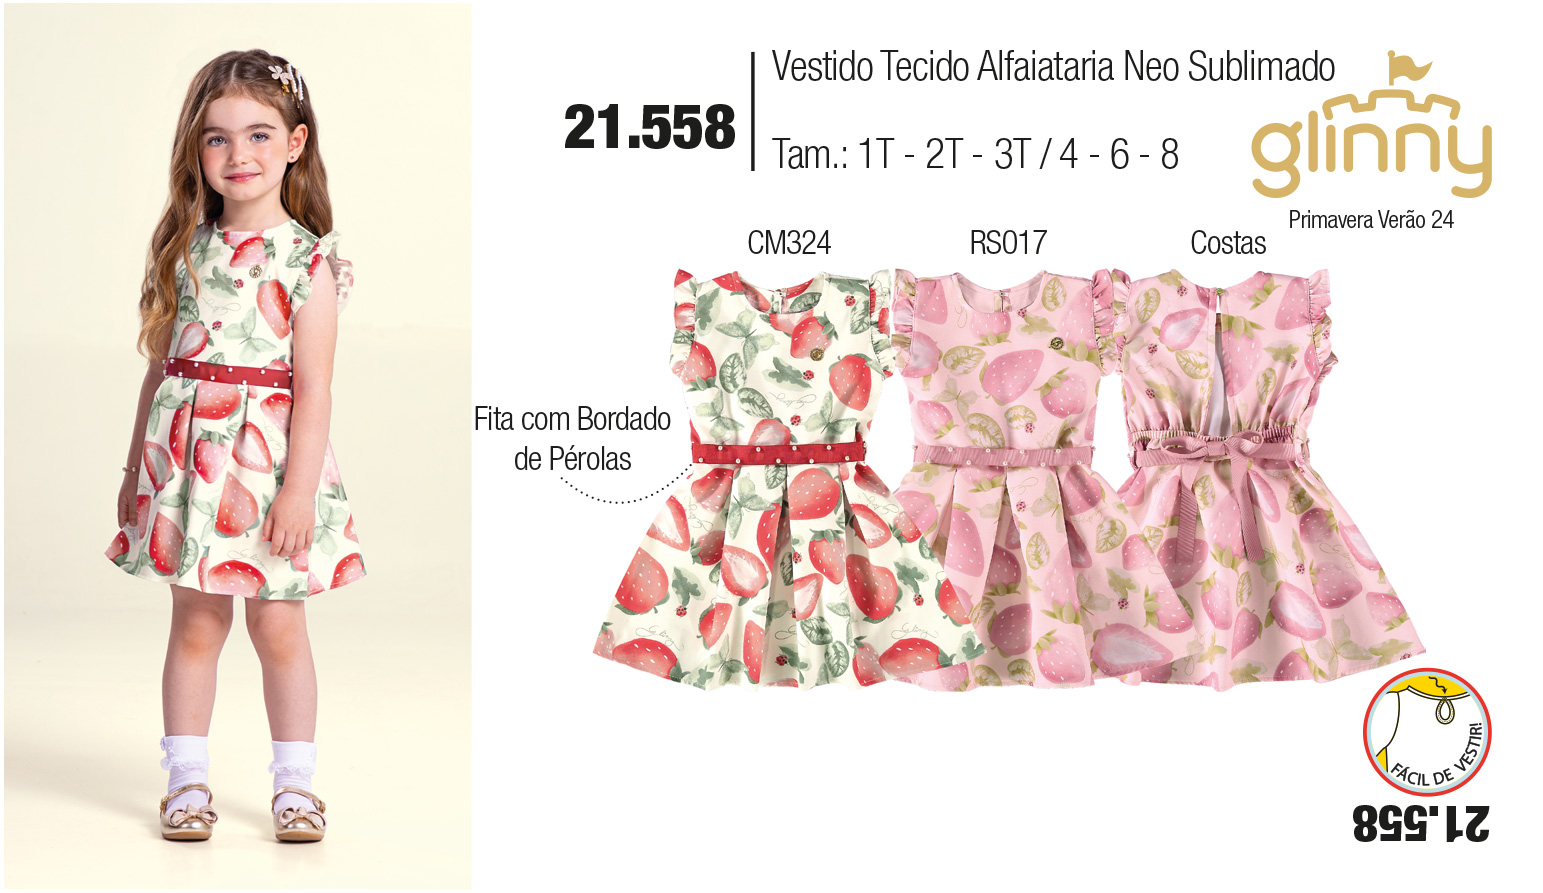 21.558
Vestido Tecido Alfaiataria Neo Sublimado
Tam.: 1T - 2T - 3T / 4 - 6 - 8
glinny
Primavera Verão 24
CM324
RS017
Costas
Fita com Bordado
de Pérolas
FÁCIL DE VESTIR!
21.558